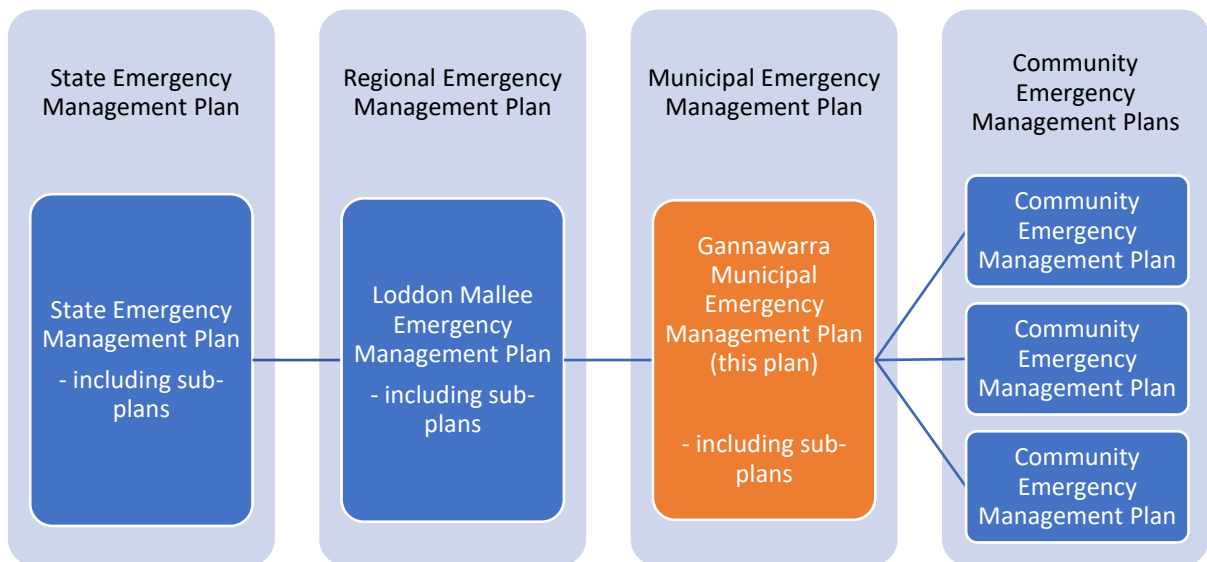 State Emergency
Management Plan
State Emergency
Management Plan
- including sub-
plans
Regional Emergency
Management Plan
Loddon Mallee
Emergency
Management Plan
- including sub-
plans
Municipal Emergency
Management Plan
Gannawarra
Municipal
Emergency
Management Plan
(this plan)
- including sub-
plans
Community
Emergency
Management Plans
Community
Emergency
Management Plan
Community
Emergency
Management Plan
Community
Emergency
Management Plan